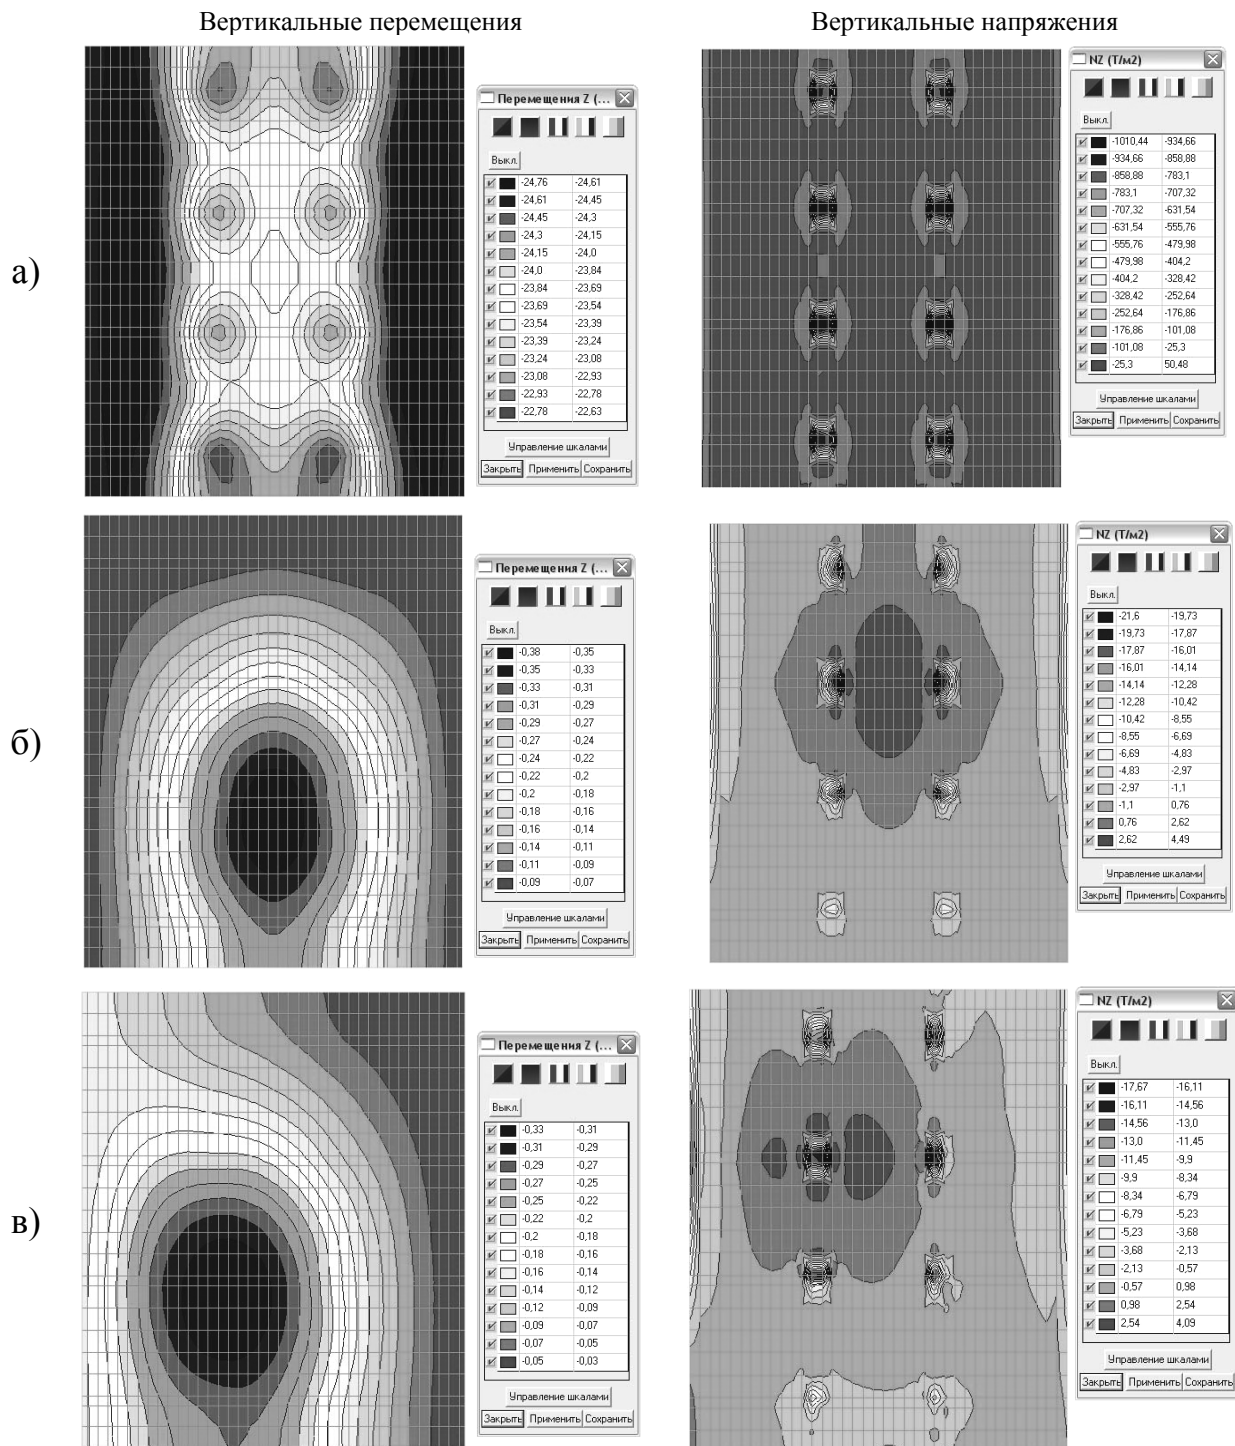 Вертикальные перемещения
Вертикальные напряжения
а)
Перемещения Z (...
Выкл.
-24,76 -24,61
-24,61 -24,45
-24,45 -24,3
-24,3 -24,15
-24,15 -24,0
-24,0 -23,84
-23,84 -23,69
-23,69 -23,54
-23,54 -23,39
-23,39 -23,24
-23,24 -23,08
-23,08 -22,93
-22,93 -22,78
-22,78 -22,63
Управление шкалами
Закрыть Применить Сохранить
NZ (Т/м2)
Выкл.
-1010,44 -934,66
-934,66 -858,88
-858,88 -783,1
-783,1 -707,32
-707,32 -631,54
-631,54 -555,76
-555,76 -479,98
-479,98 -404,2
-404,2 -328,42
-328,42 -252,64
-252,64 -176,86
-176,86 -101,08
-101,08 -25,3
-25,3 50,48
Управление шкалами
Закрыть Применить Сохранить
б)
Перемещения Z (...
Выкл.
-0,38 -0,35
-0,35 -0,33
-0,33 -0,31
-0,31 -0,29
-0,29 -0,27
-0,27 -0,24
-0,24 -0,22
-0,22 -0,2
-0,2 -0,18
-0,18 -0,16
-0,16 -0,14
-0,14 -0,11
-0,11 -0,09
-0,09 -0,07
Управление шкалами
Закрыть Применить Сохранить
NZ (Т/м2)
Выкл.
-21,6 -19,73
-19,73 -17,87
-17,87 -16,01
-16,01 -14,14
-14,14 -12,28
-12,28 -10,42
-10,42 -8,55
-8,55 -6,69
-6,69 -4,83
-4,83 -2,97
-2,97 -1,1
-1,1 0,76
0,76 2,62
2,62 4,49
Управление шкалами
Закрыть Применить Сохранить
в)
Перемещения Z (...
Выкл.
-0,33 -0,31
-0,31 -0,29
-0,29 -0,27
-0,27 -0,25
-0,25 -0,22
-0,22 -0,2
-0,2 -0,18
-0,18 -0,16
-0,16 -0,14
-0,14 -0,12
-0,12 -0,09
-0,09 -0,07
-0,07 -0,05
-0,05 -0,03
Управление шкалами
Закрыть Применить Сохранить
NZ (Т/м2)
Выкл.
-17,67 -16,11
-16,11 -14,56
-14,56 -13,0
-13,0 -11,45
-11,45 -9,9
-9,9 -8,34
-8,34 -6,79
-6,79 -5,23
-5,23 -3,68
-3,68 -2,13
-2,13 -0,57
-0,57 0,98
0,98 2,54
2,54 4,09
Управление шкалами
Закрыть Применить Сохранить